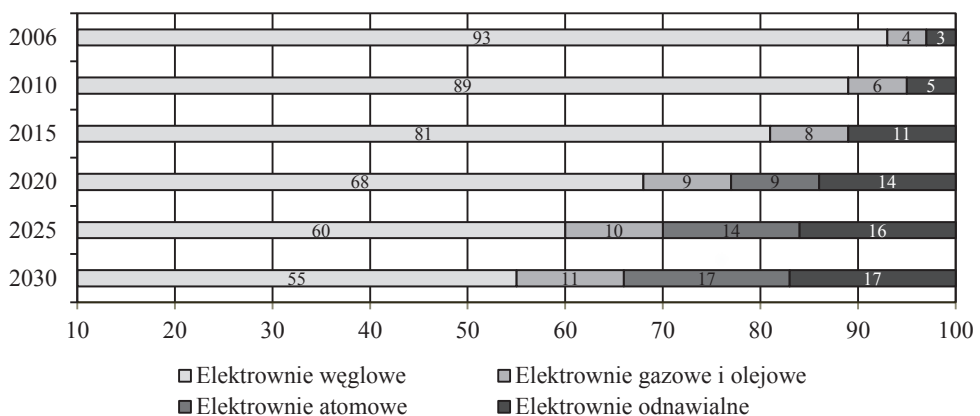 2006 93 4 3
2010 89 6 5
2015 81 8 11
2020 68 9 9 14
2025 60 10 14 16
2030 55 11 17 17
10 20 30 40 50 60 70 80 90 100
Elektrownie węglowe Elektrownie gazowe i olejowe
Elektrownie atomowe Elektrownie odnawialne